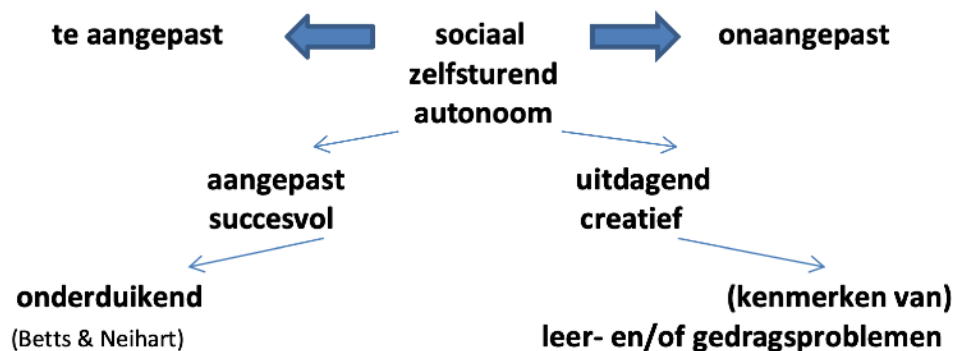 te aangepast sociaal onaangepast
zelfsturend
autonoom
aangepast uitdagend
succesvol creatief
onderduikend (kenmerken van)
(Betts & Neihart) leer- en/of gedragsproblemen